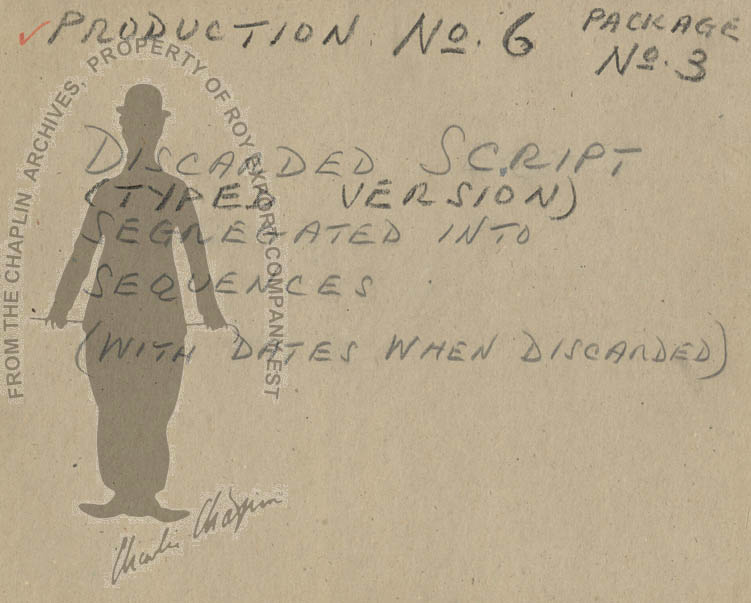 ✓ PRODUCTION No. 6 PACKAGE
No. 3
DISCARDED SCRIPT
(TYPED VERSION)
SEGREGATED INTO
SEQUENCES
(WITH DATES WHEN DISCARDED)
FROM THE CHAPLIN ARCHIVES, PROPERTY OF ROY EXPORT COMPANY EST
Charlie Chaplin